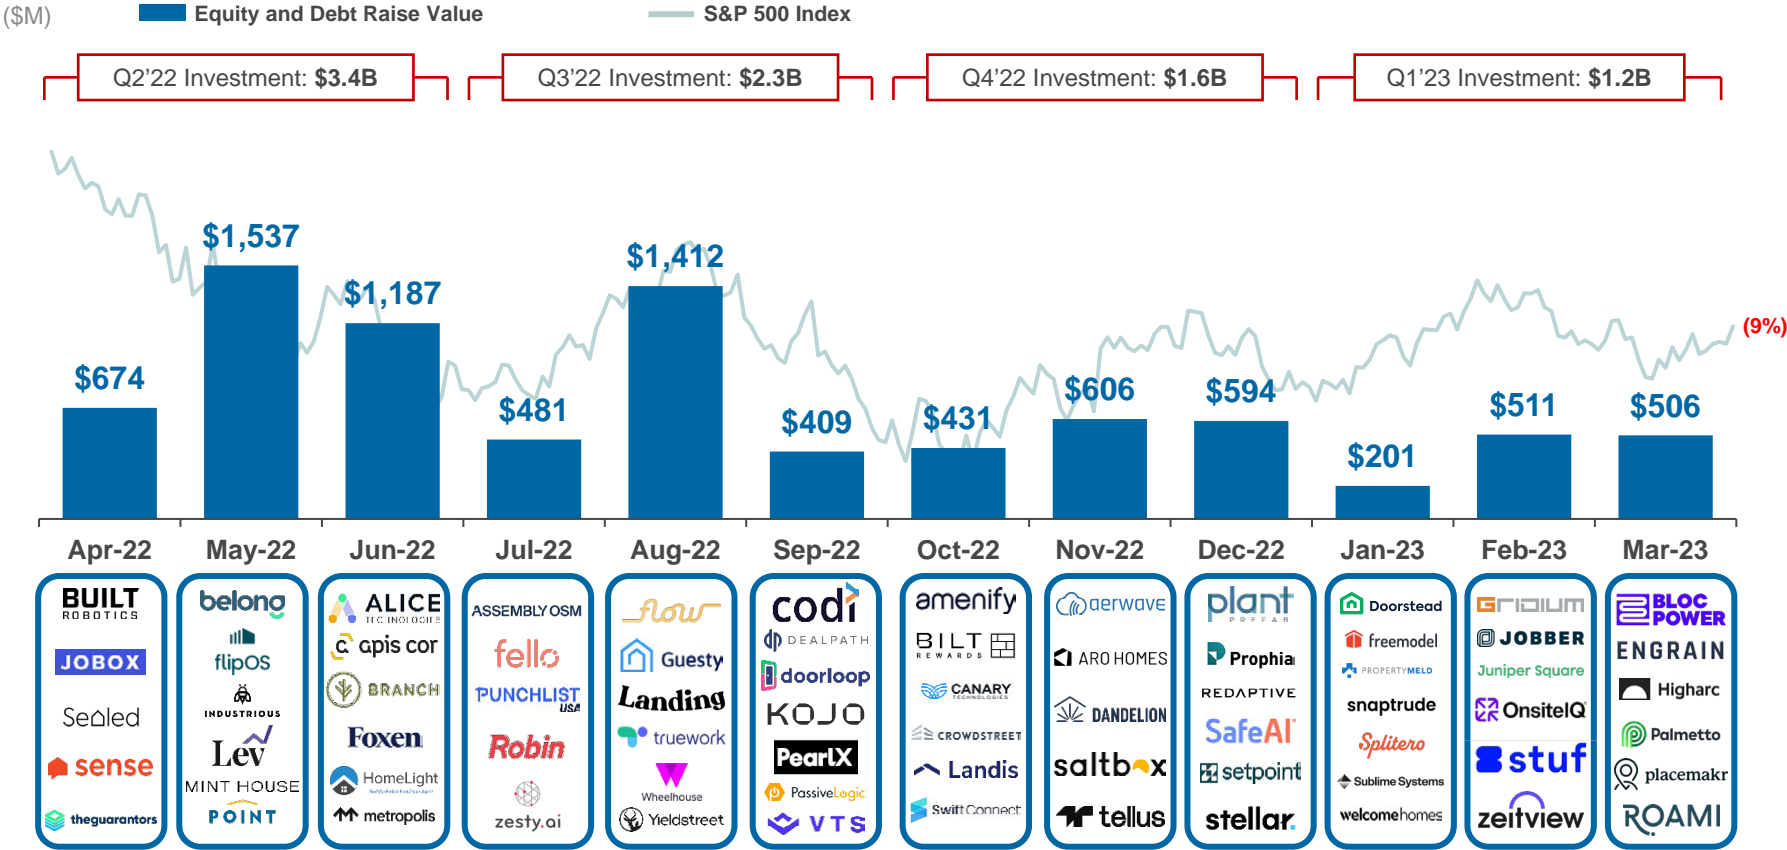 ($M)
Equity and Debt Raise Value
S&P 500 Index
Q2’22 Investment: $3.4B
Q3’22 Investment: $2.3B
Q4’22 Investment: $1.6B
Q1’23 Investment: $1.2B
$674
$1,537
$1,187
$481
$1,412
$409
$431
$606
$594
$201
$511
$506
(9%)
Apr-22
May-22
Jun-22
Jul-22
Aug-22
Sep-22
Oct-22
Nov-22
Dec-22
Jan-23
Feb-23
Mar-23
BUILT
ROBOTICS
JOBOX
Sealed
sense
theguarantors
belong
flipOS
INDUSTRIOUS
Lev
MINT HOUSE
POINT
ALICE
TECHNOLOGIES
apis cor
BRANCH
Foxen
HomeLight
metropolis
ASSEMBLY OSM
fello
PUNCHLIST
USA
Robin
zesty.ai
flow
Guesty
Landing
truework
Wheelhouse
Yieldstreet
codi
DEALPATH
doorloop
KOJO
PearlX
PassiveLogic
VTS
amenify
BILT
REWARDS
CANARY
TECHNOLOGIES
CROWDSTREET
Landis
SwiftConnect
aerwave
ARO HOMES
DANDELION
saltbox
tellus
plant
PREFAB
Prophia
REDAPTIVE
SafeAI
setpoint
stellar.
Doorstead
freemodel
PROPERTYMELD
snaptrude
Splitero
Sublime Systems
welcomehomes
GRIDIUM
JOBBER
Juniper Square
OnsiteIQ
stuf
zeitview
BLOC
POWER
ENGRAIN
Higharc
Palmetto
placemakr
ROAMI